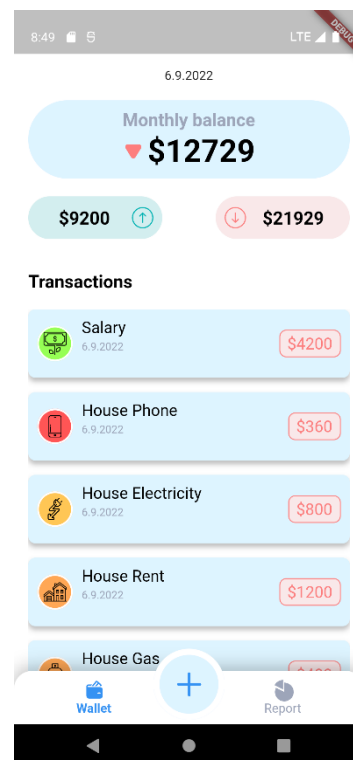 8:49 LTE
DEBUG
6.9.2022
Monthly balance
$12729
$9200 $21929
Transactions
Salary
6.9.2022
$4200
House Phone
6.9.2022
$360
House Electricity
6.9.2022
$800
House Rent
6.9.2022
$1200
House Gas
Wallet Report